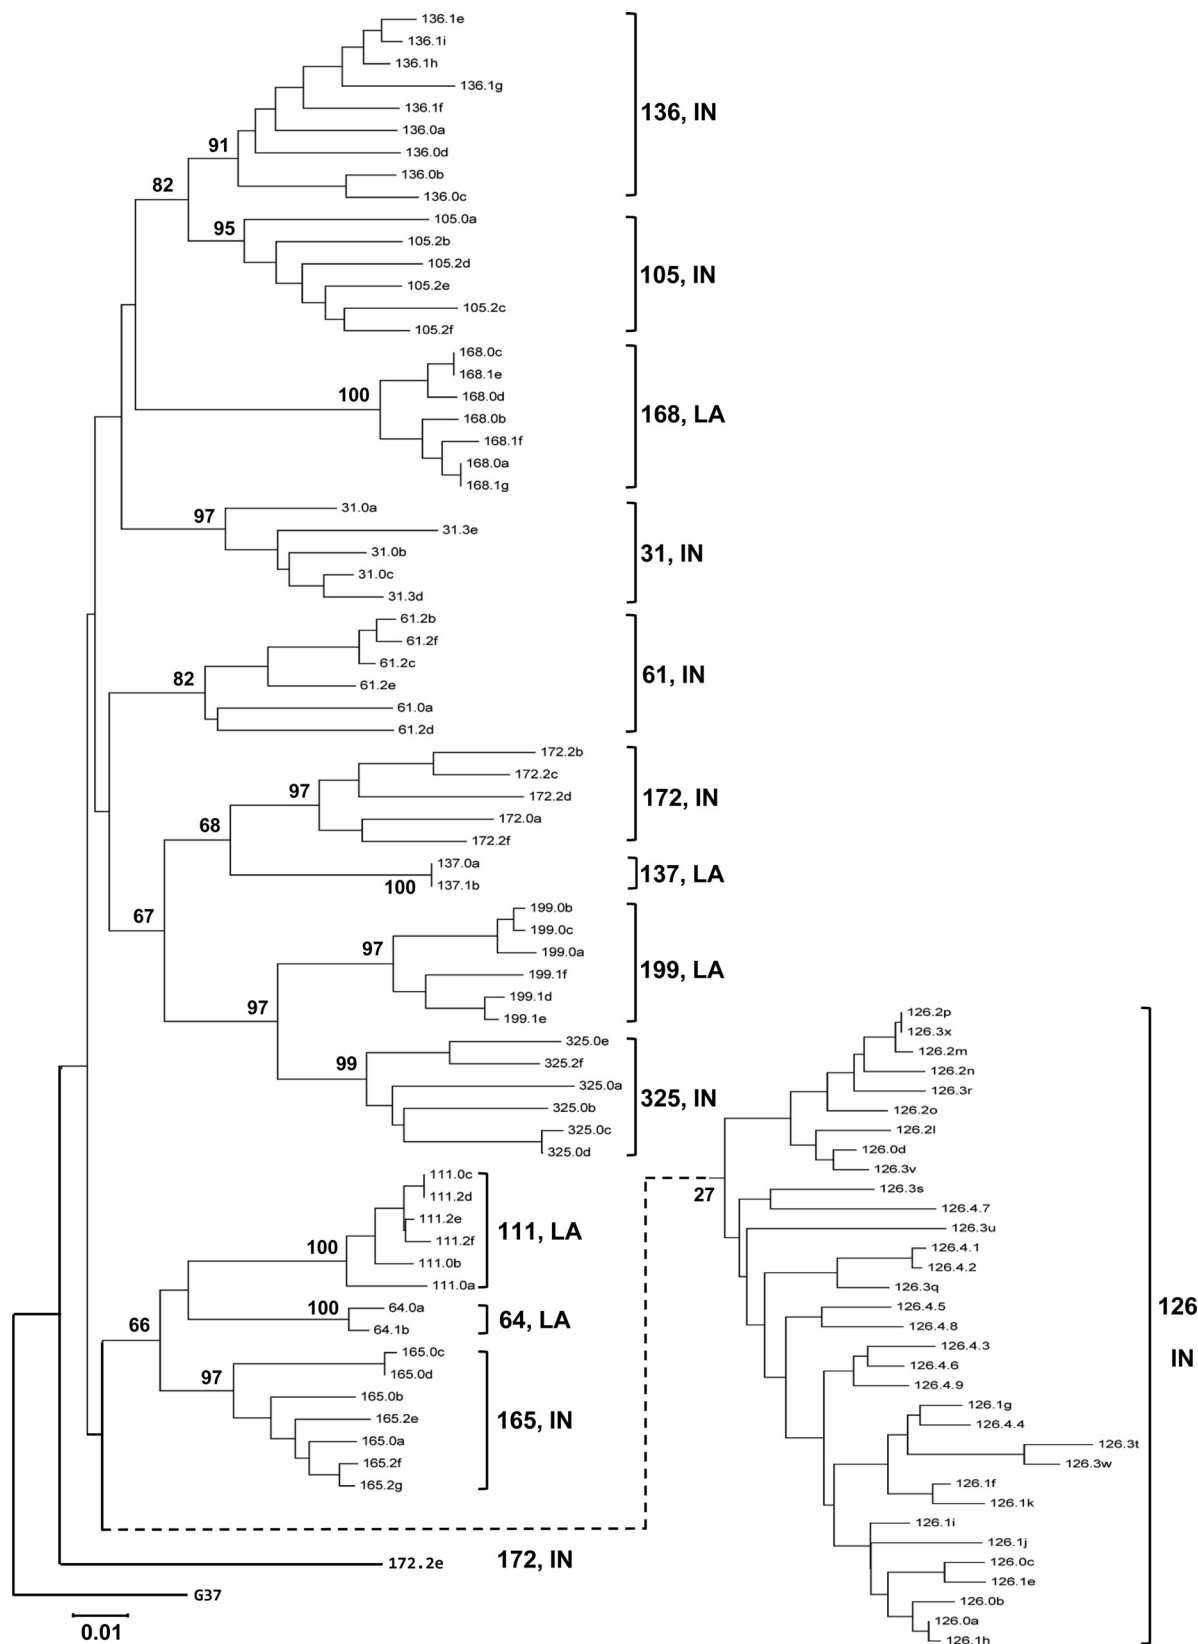 136.1e
136.1i
136.1h
136.1g
136.1f
136.0a
136.0d
136.0b
136.0c
91
82
136, IN
105.0a
105.2b
105.2d
105.2e
105.2c
105.2f
95
105, IN
168.0c
168.1e
168.0d
168.0b
168.1f
168.0a
168.1g
100
168, LA
31.0a
31.3e
31.0b
31.0c
31.3d
97
31, IN
61.2b
61.2f
61.2c
61.2e
61.0a
61.2d
82
61, IN
172.2b
172.2c
172.2d
172.0a
172.2f
97
68
172, IN
137.0a
137.1b
100
137, LA
67
199.0b
199.0c
199.0a
199.1f
199.1d
199.1e
97
199, LA
97
325.0e
325.2f
325.0a
325.0b
325.0c
325.0d
99
325, IN
111.0c
111.2d
111.2e
111.2f
111.0b
111.0a
100
111, LA
64.0a
64.1b
100
64, LA
66
165.0c
165.0d
165.0b
165.2e
165.0a
165.2f
165.2g
97
165, IN
172.2e
172, IN
G37
0.01
27
126.2p
126.3x
126.2m
126.2n
126.3r
126.2o
126.2l
126.0d
126.3v
126.3s
126.4.7
126.3u
126.4.1
126.4.2
126.3q
126.4.5
126.4.8
126.4.3
126.4.6
126.4.9
126.1g
126.4.4
126.3t
126.3w
126.1f
126.1k
126.1i
126.1j
126.0c
126.1e
126.0b
126.0a
126.1h
126
IN